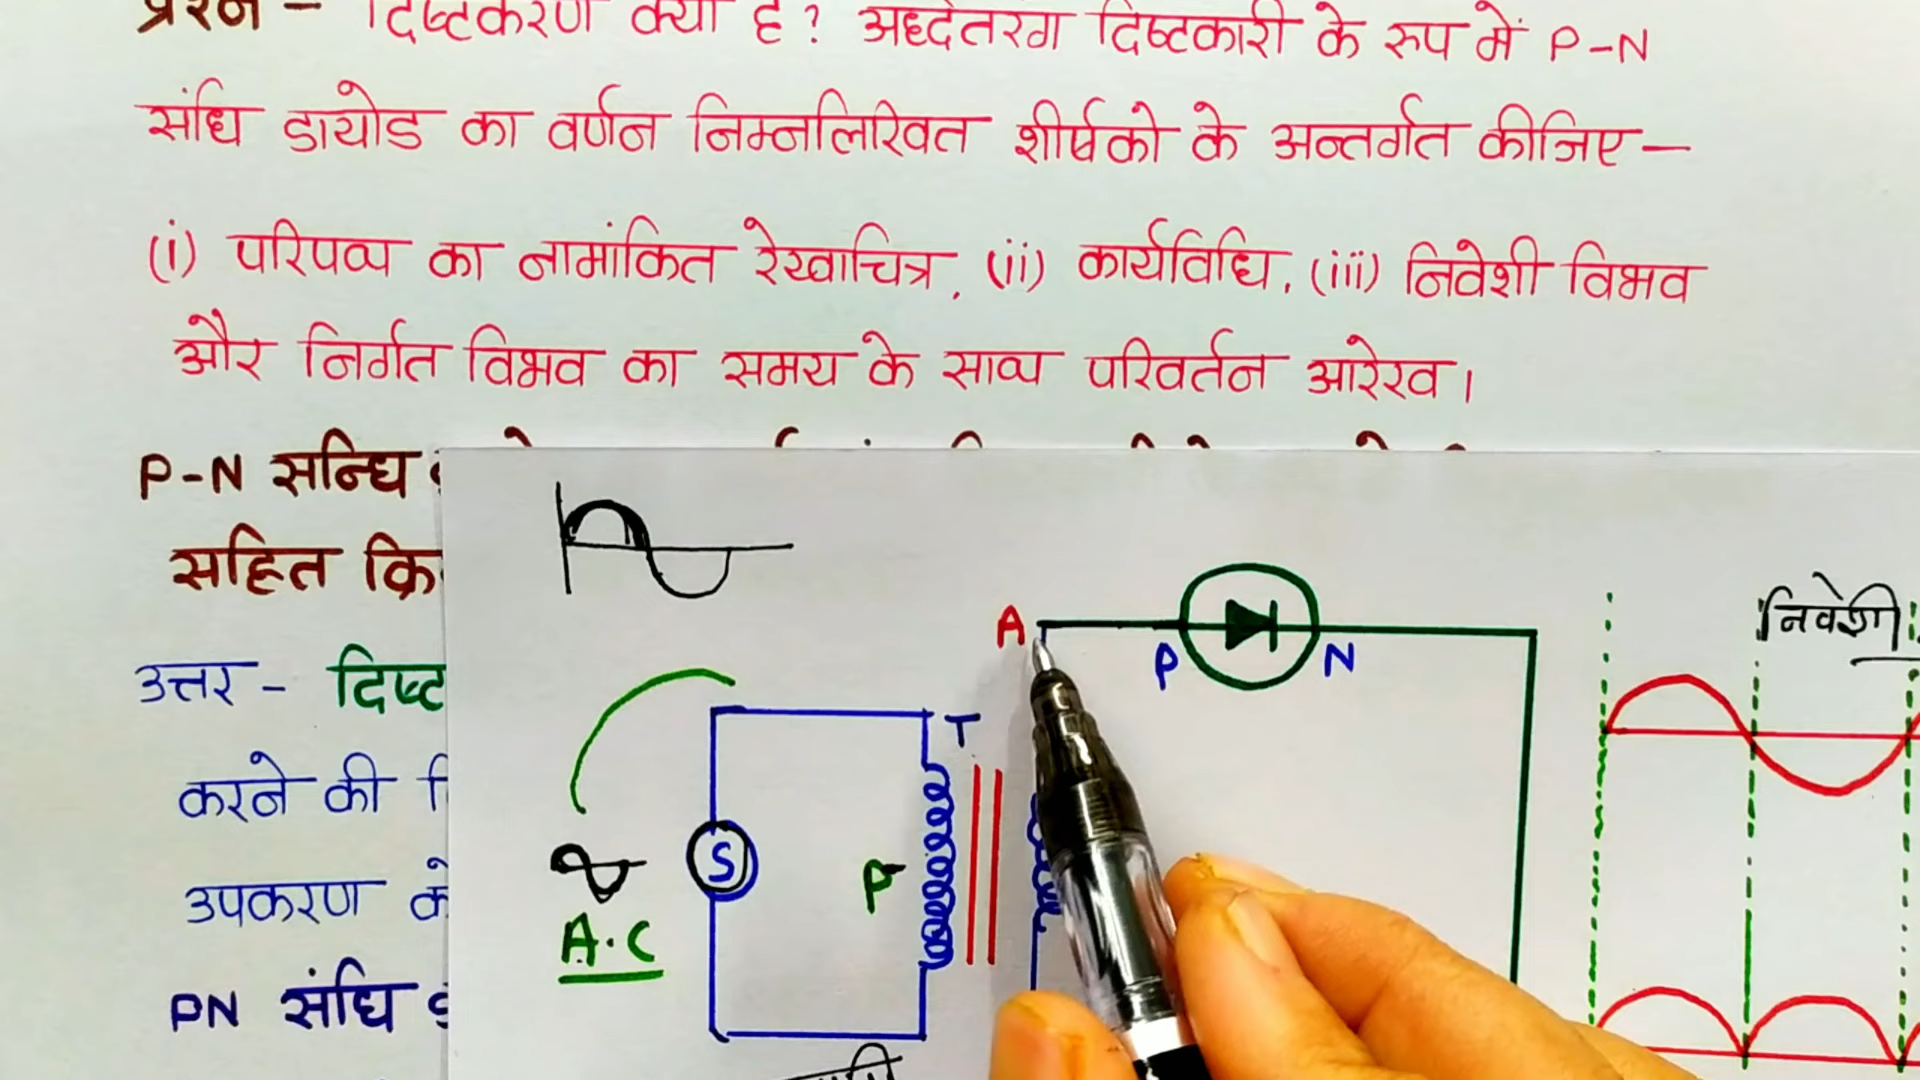 प्रश्न - दिष्टकरण क्या है ? अर्द्धतरंग दिष्टकारी के रुप में P-N
संधि डायोड का वर्णन निम्नलिखित शीर्षको के अन्तर्गत कीजिए -
(i) परिपथ का नामांकित रेखाचित्र, (ii) कार्यविधि, (iii) निवेशी विभव
और निर्गत विभव का समय के साथ परिवर्तन आरेख।
P-N सन्धि
सहित
उत्तर -
करने की
उपकरण
PN संधि
A
P
N
निवेशी
T
S
P
A.C